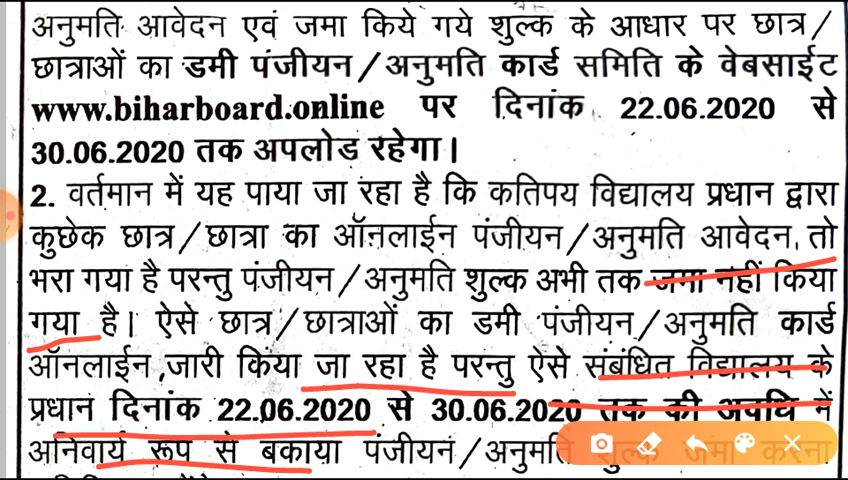 अनुमति आवेदन एवं जमा किये गये शुल्क के आधार पर छात्र/
छात्राओं का डमी पंजीयन/अनुमति कार्ड समिति के वेबसाईट
www.biharboard.online पर दिनांक 22.06.2020 से
30.06.2020 तक अपलोड रहेगा।
2. वर्तमान में यह पाया जा रहा है कि कतिपय विद्यालय प्रधान द्वारा
कुछेक छात्र/छात्रा का ऑनलाईन पंजीयन/अनुमति आवेदन तो
भरा गया है परन्तु पंजीयन/अनुमति शुल्क अभी तक जमा नहीं किया
गया है। ऐसे छात्र/छात्राओं का डमी पंजीयन/अनुमति कार्ड
ऑनलाईन जारी किया जा रहा है परन्तु ऐसे संबंधित विद्यालय के
प्रधान दिनांक 22.06.2020 से 30.06.2020 तक की अवधि में
अनिवार्य रूप से बकाया पंजीयन/अनुमति शुल्क जमा करना